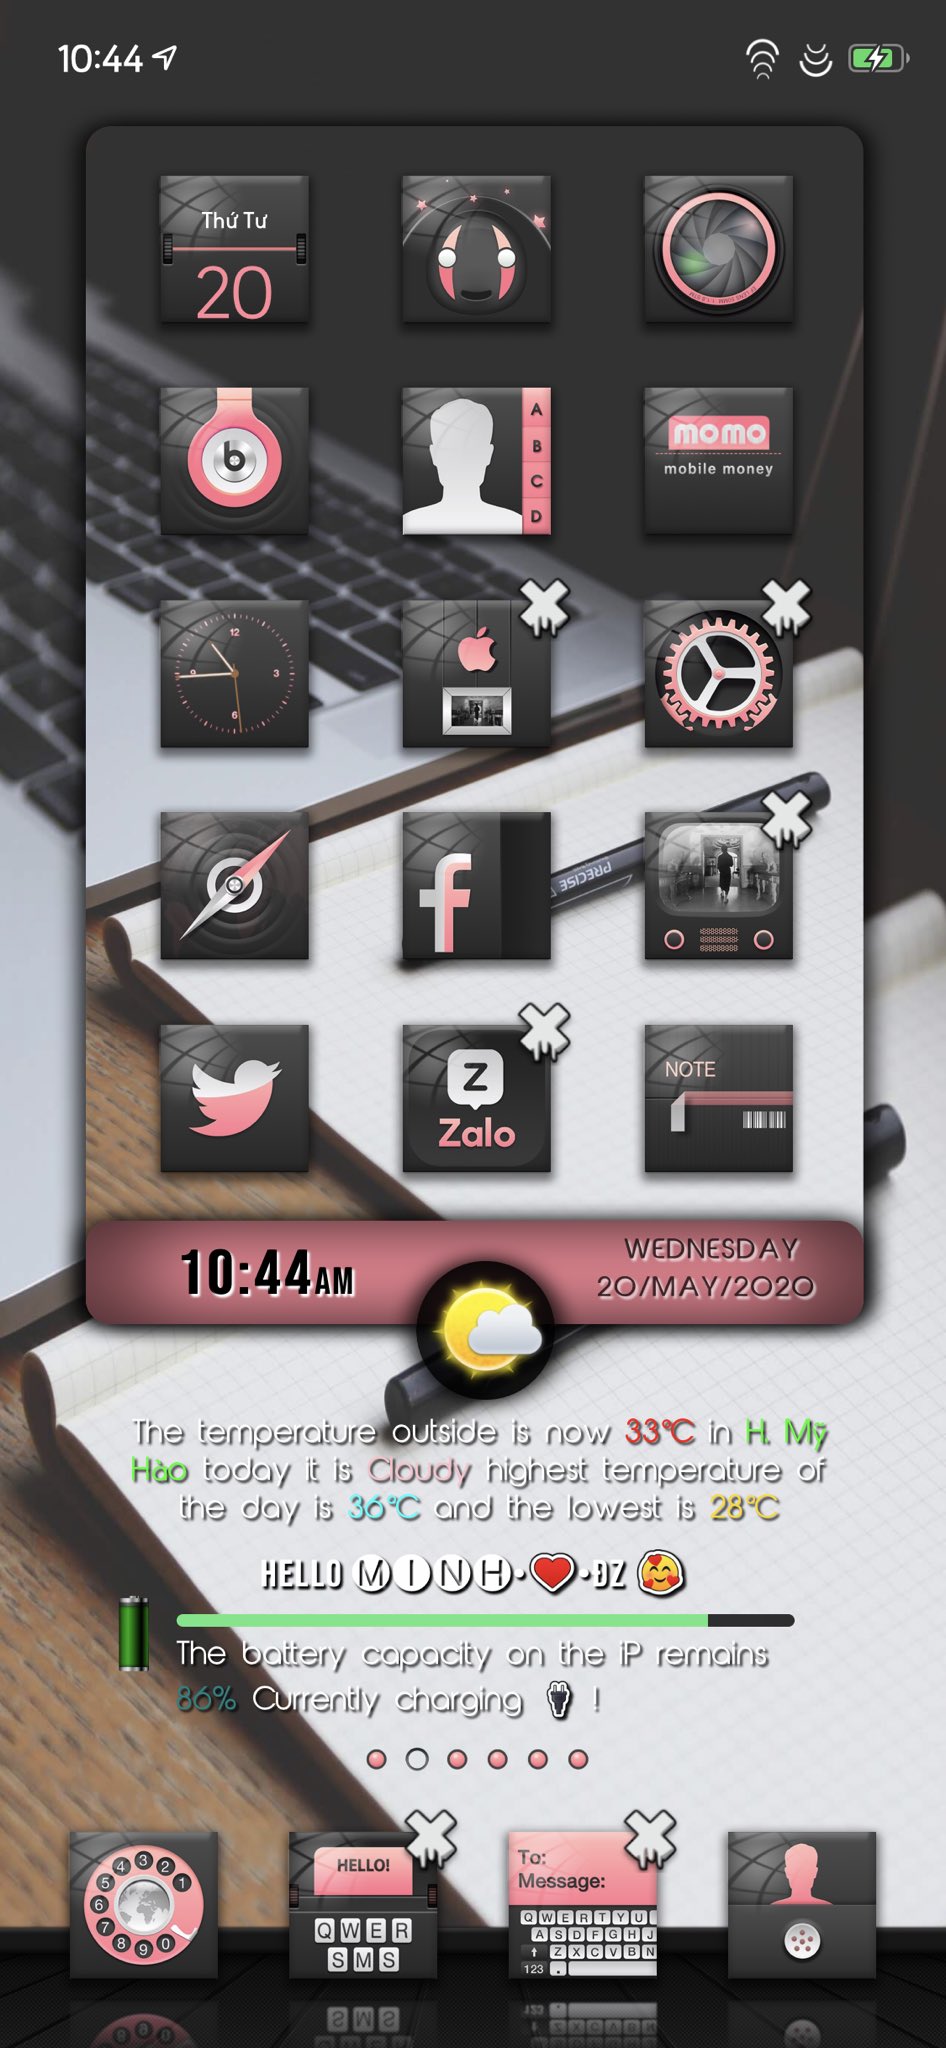 10:44
Thứ Tư
20
b
A
B
C
D
momo
mobile money
12
3
6
9
PRECISE
f
Z
Zalo
NOTE
10:44AM
WEDNESDAY
20/MAY/2020
The temperature outside is now 33°C in H. Mỹ
Hào today it is Cloudy highest temperature of
the day is 36°C and the lowest is 28°C
HELLO ⓂⒾⓃⒽ•❤️•ĐZ 🥰
The battery capacity on the iP remains
86% Currently charging 🔌 !
1 2 3 4 5 6 7 8 9 0
HELLO!
QWER
SMS
To:
Message:
QWERTYU
ASDFGHJ
ZXCVBN
123 .